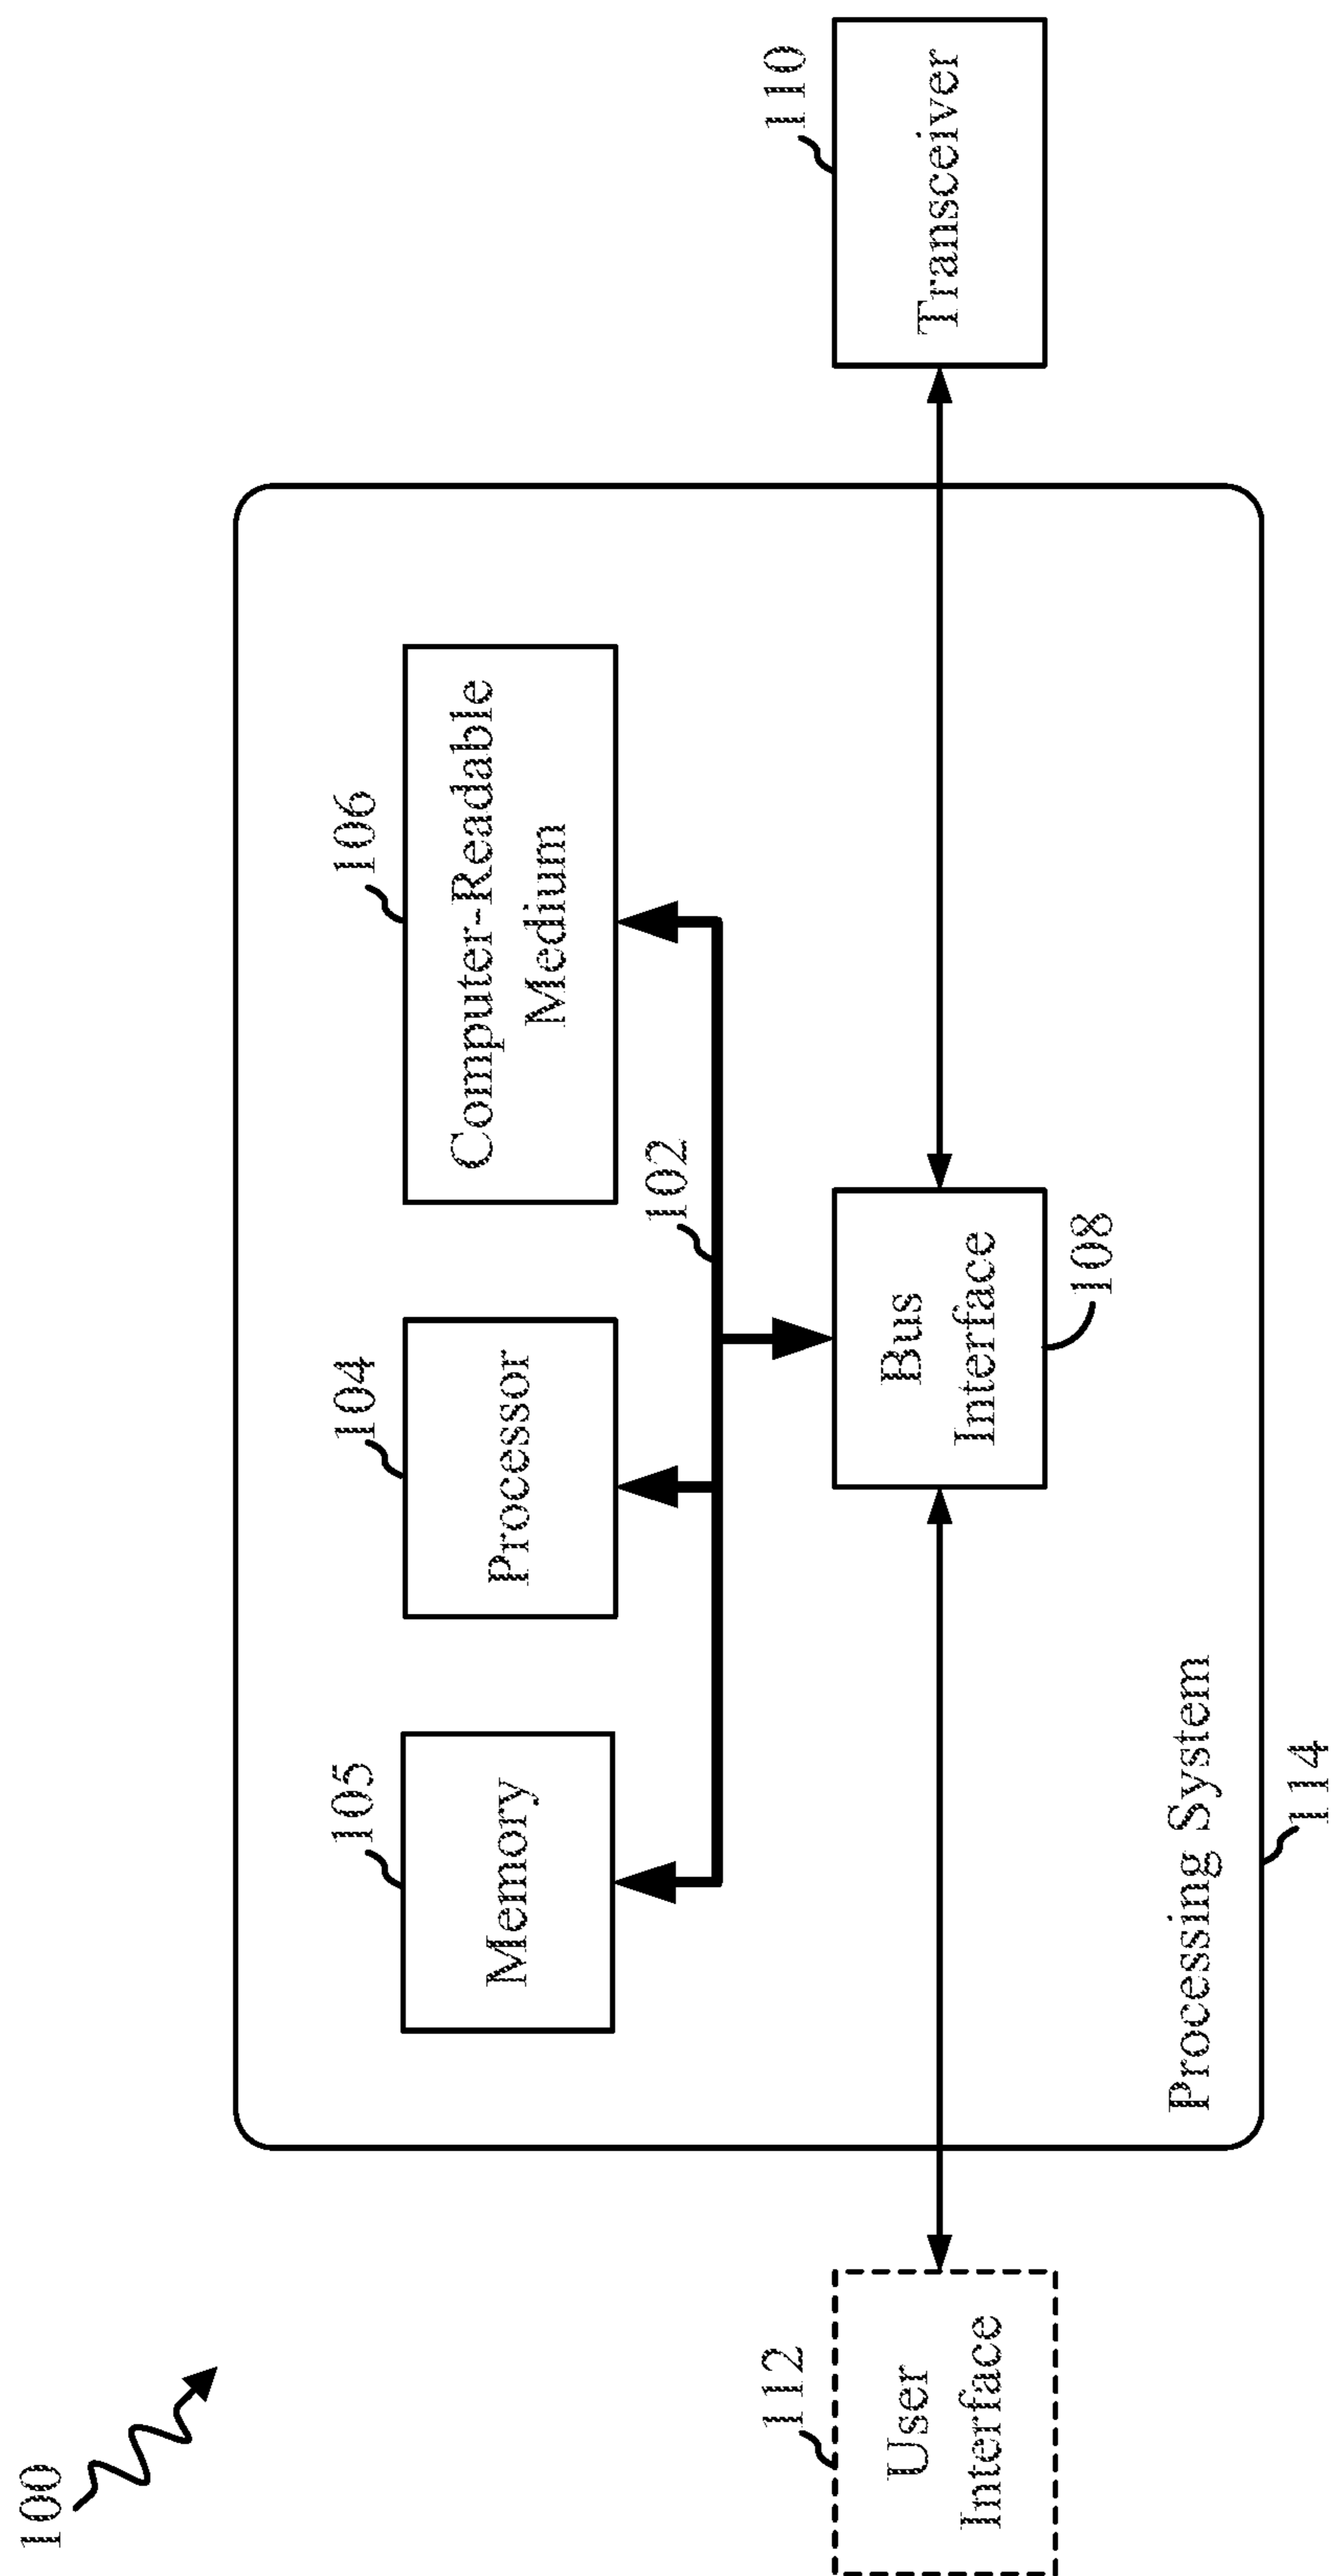 100
105
Memory
104
Processor
106
Computer-Readable
Medium
102
112
User
Interface
Bus
Interface
108
110
Transceiver
Processing System
114